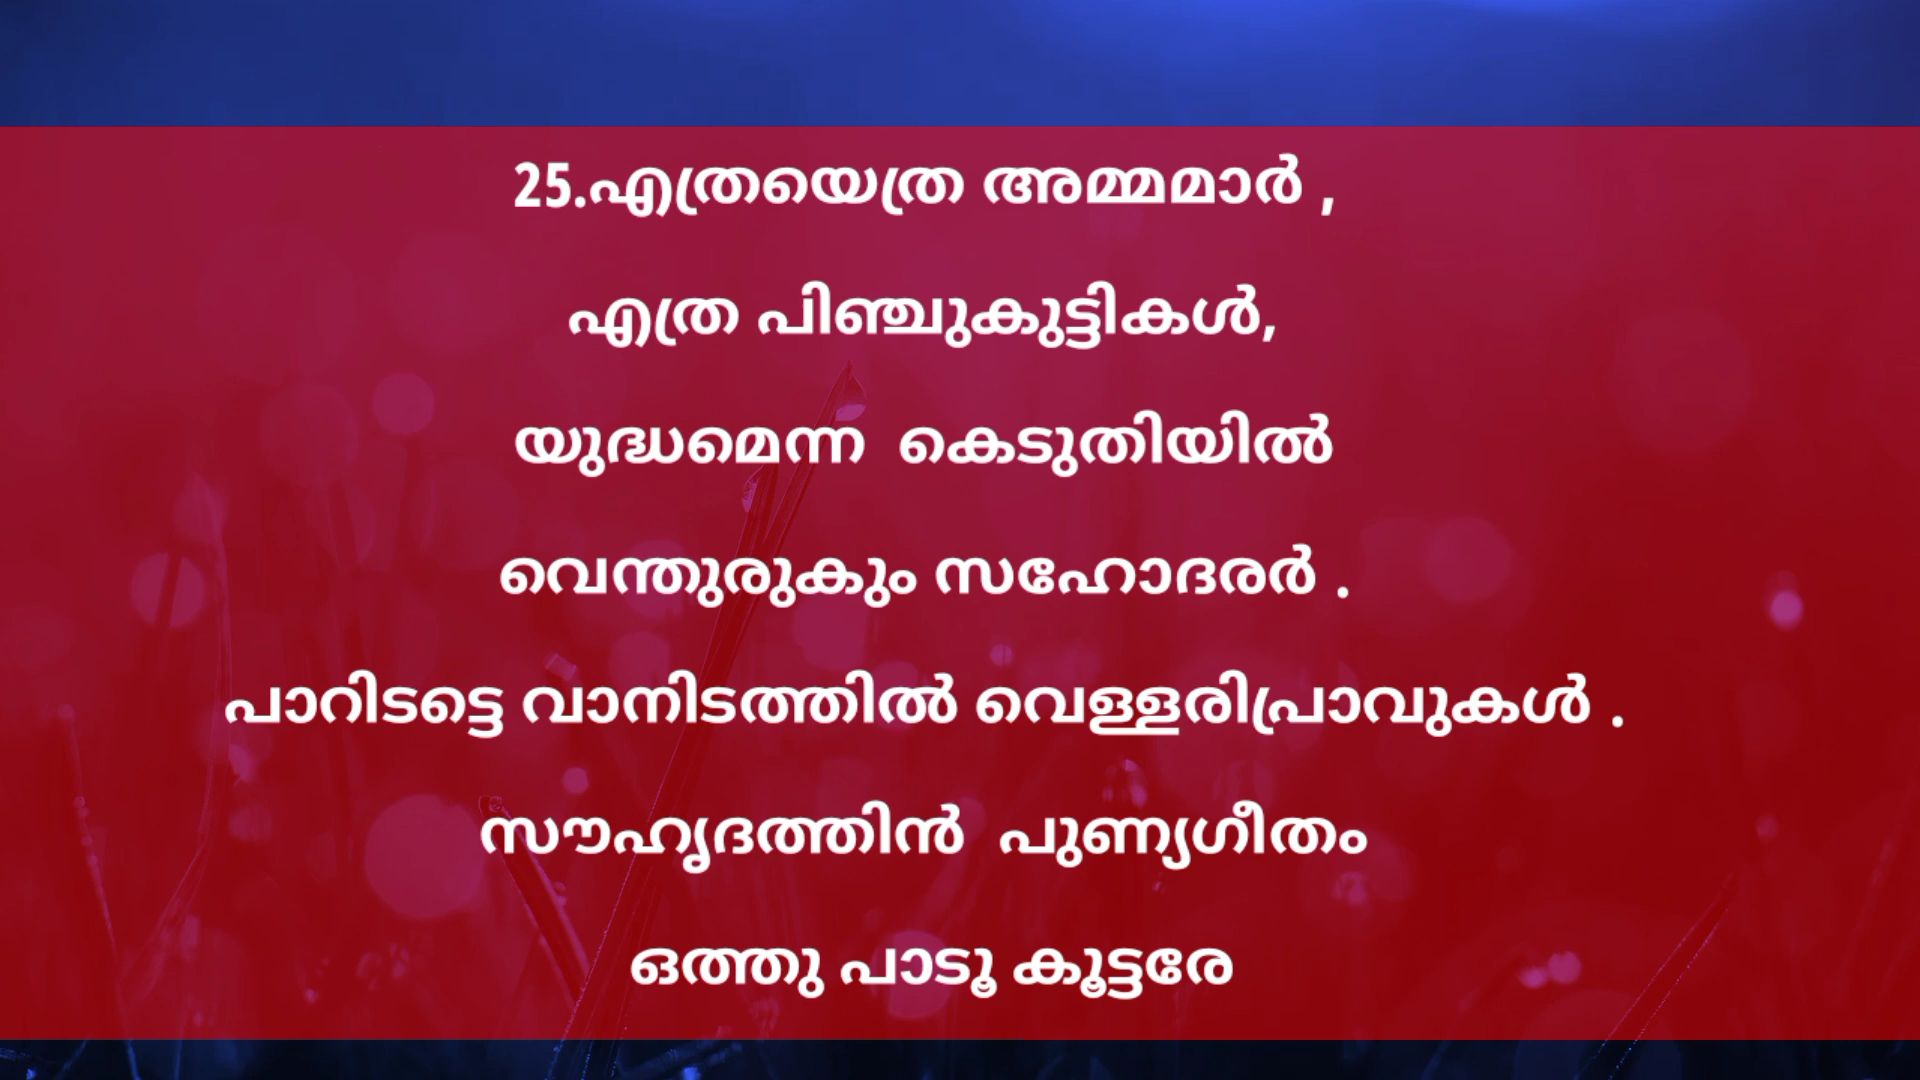 25.എത്രയെത്ര അമ്മമാർ ,
എത്ര പിഞ്ചുകുട്ടികൾ,
യുദ്ധമെന്ന കെടുതിയിൽ
വെന്തുരുകും സഹോദരർ .
പാറിടട്ടെ വാനിടത്തിൽ വെള്ളരിപ്രാവുകൾ .
സൗഹൃദത്തിൻ പുണ്യഗീതം
ഒത്തു പാടൂ കൂട്ടരേ